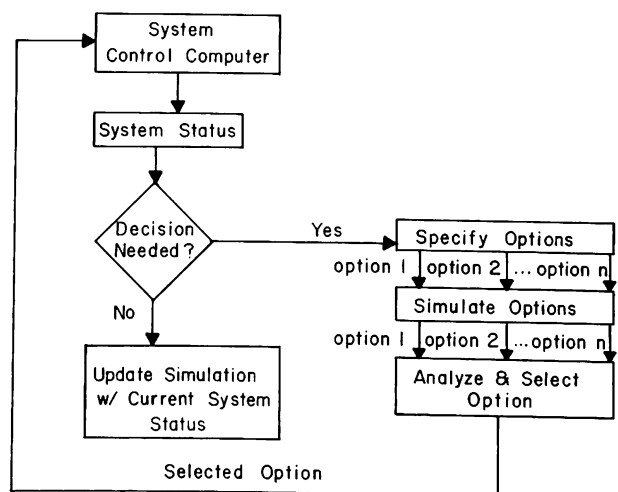 System
Control Computer
System Status
Decision
Needed?
Yes
Specify Options
option 1 option 2 ... option n
Simulate Options
option 1 option 2 ... option n
Analyze & Select
Option
No
Update Simulation
w/ Current System
Status
Selected Option